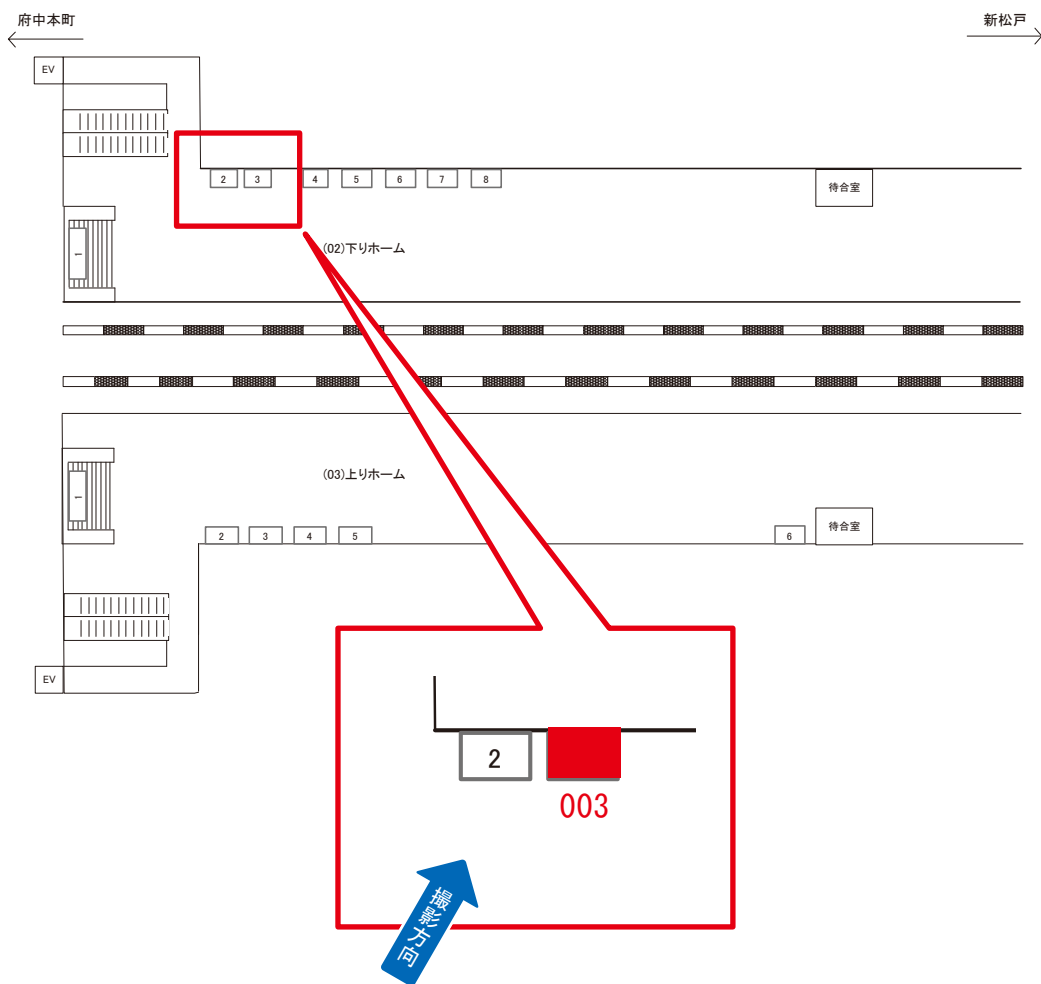 府中本町
新松戸
EV
2 3 4 5 6 7 8
待合室
1
(02)下りホーム
(03)上りホーム
1
2 3 4 5 6
待合室
EV
2
003
撮影方向